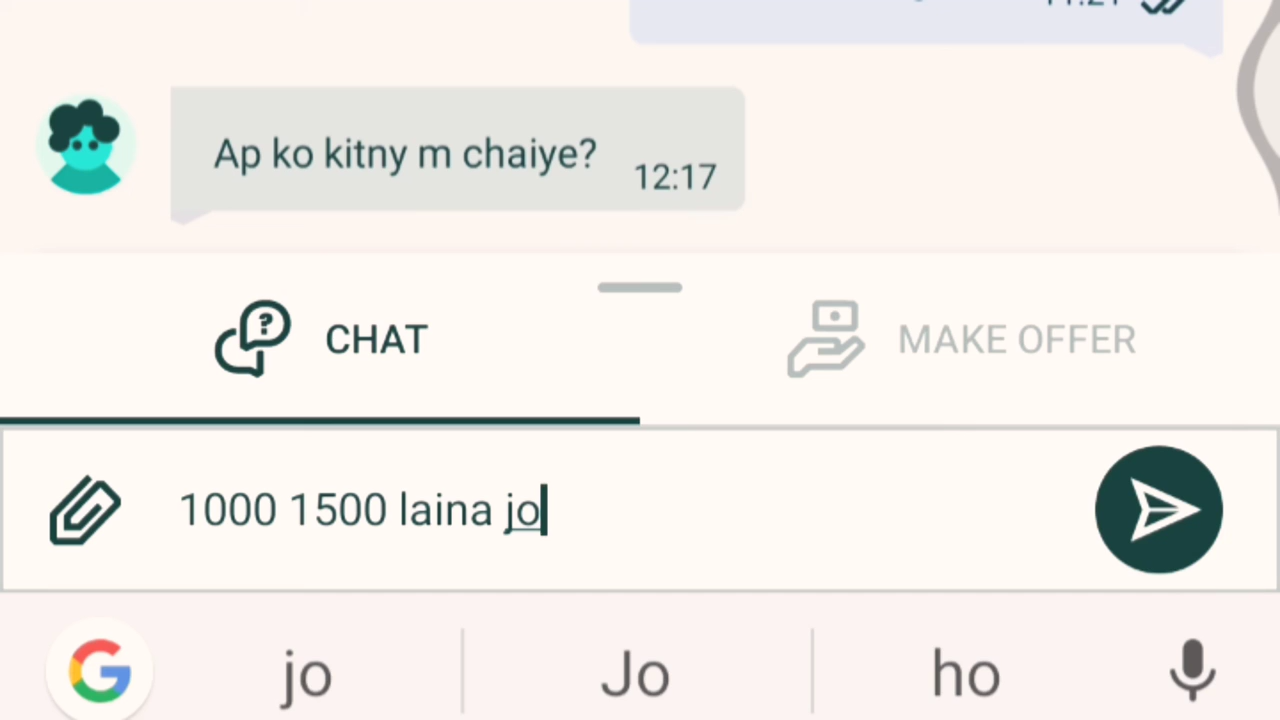 Ap ko kitny m chaiye?
12:17
CHAT
MAKE OFFER
1000 1500 laina jo
jo
Jo
ho